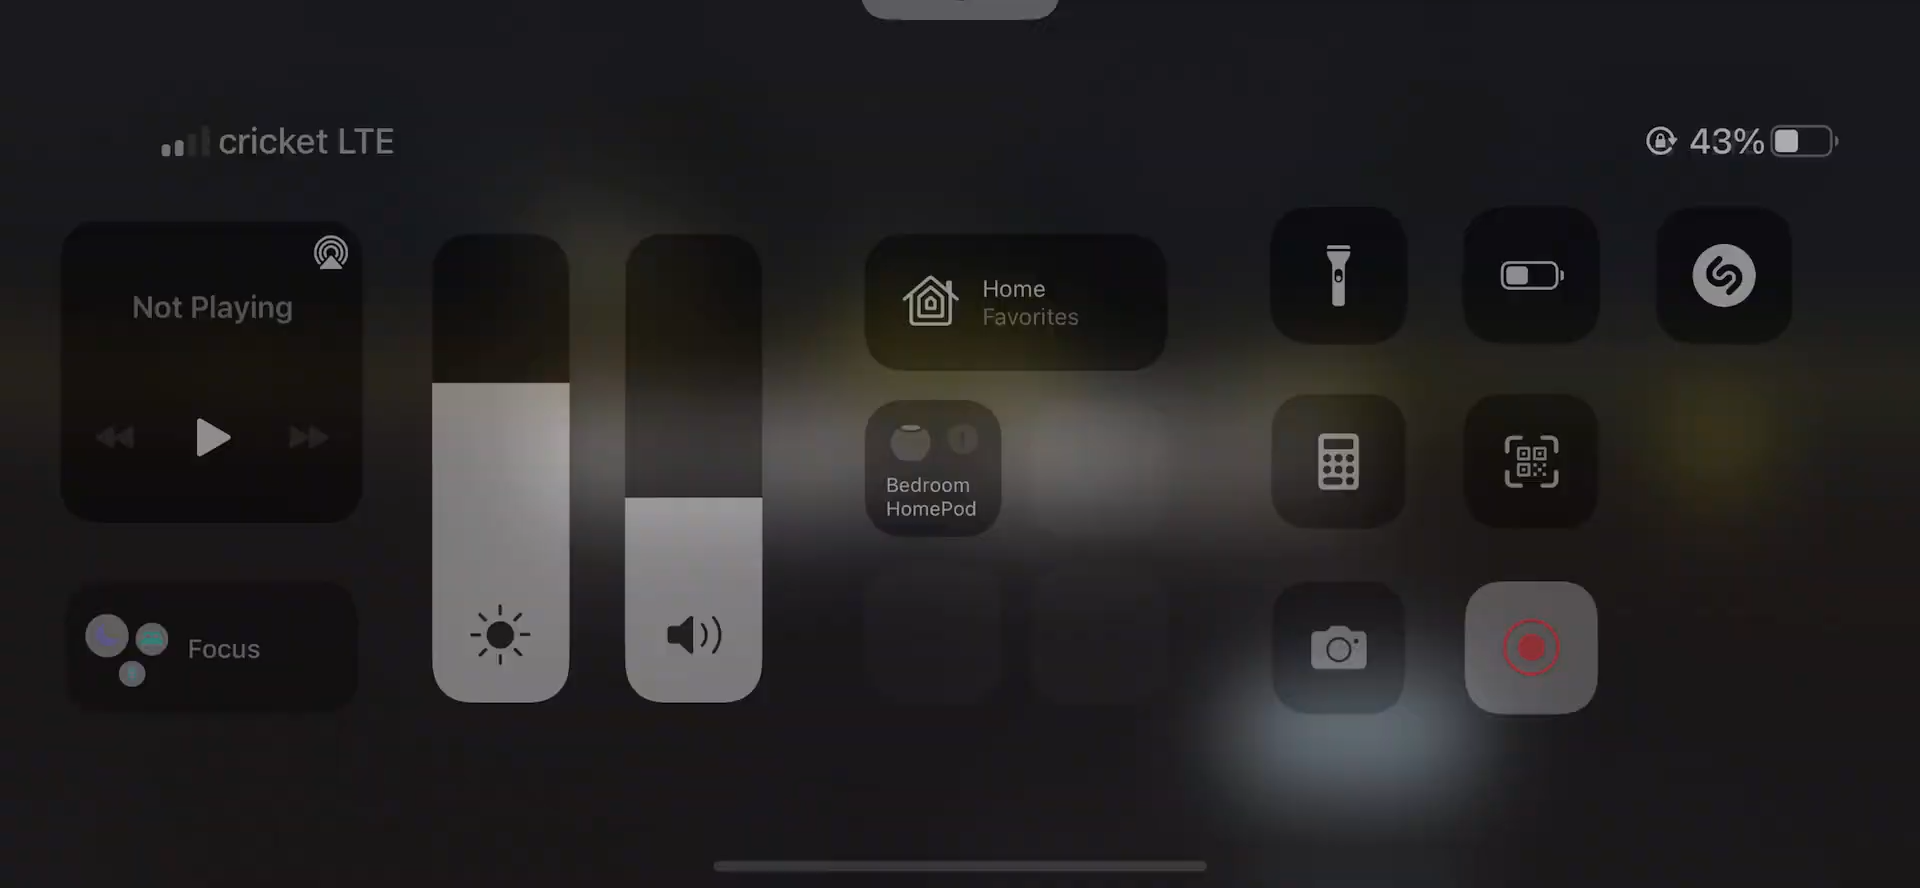 cricket LTE
43%
Not Playing
Home
Favorites
Bedroom
HomePod
Focus